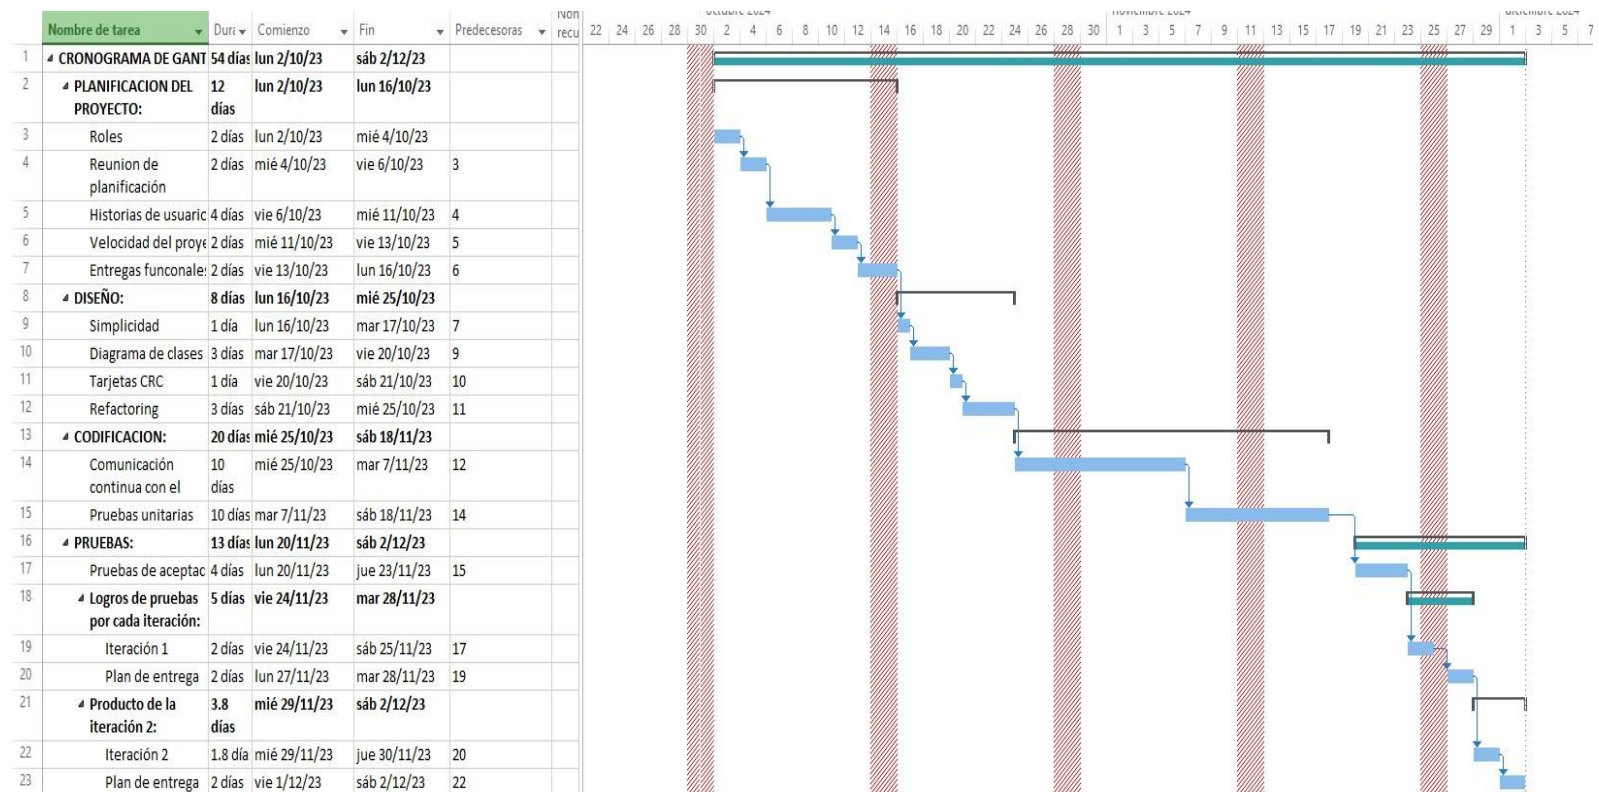 octubre 2024 noviembre 2024 diciembre 2024
Nombre de tarea Dura Comienzo Fin Predecesoras Non recu 22 24 26 28 30 2 4 6 8 10 12 14 16 18 20 22 24 26 28 30 1 3 5 7 9 11 13 15 17 19 21 23 25 27 29 1 3 5 7
1 CRONOGRAMA DE GANT 54 días lun 2/10/23 sáb 2/12/23
2 PLANIFICACION DEL 12 lun 2/10/23 lun 16/10/23
PROYECTO: días
3 Roles 2 días lun 2/10/23 mié 4/10/23
4 Reunion de 2 días mié 4/10/23 vie 6/10/23 3
planificación
5 Historias de usuario 4 días vie 6/10/23 mié 11/10/23 4
6 Velocidad del proye 2 días mié 11/10/23 vie 13/10/23 5
7 Entregas funconales 2 días vie 13/10/23 lun 16/10/23 6
8 DISEÑO: 8 días lun 16/10/23 mié 25/10/23
9 Simplicidad 1 día lun 16/10/23 mar 17/10/23 7
10 Diagrama de clases 3 días mar 17/10/23 vie 20/10/23 9
11 Tarjetas CRC 1 día vie 20/10/23 sáb 21/10/23 10
12 Refactoring 3 días sáb 21/10/23 mié 25/10/23 11
13 CODIFICACION: 20 días mié 25/10/23 sáb 18/11/23
14 Comunicación 10 mié 25/10/23 mar 7/11/23 12
continua con el días
15 Pruebas unitarias 10 días mar 7/11/23 sáb 18/11/23 14
16 PRUEBAS: 13 días lun 20/11/23 sáb 2/12/23
17 Pruebas de aceptac 4 días lun 20/11/23 jue 23/11/23 15
18 Logros de pruebas 5 días vie 24/11/23 mar 28/11/23
por cada iteración:
19 Iteración 1 2 días vie 24/11/23 sáb 25/11/23 17
20 Plan de entrega 2 días lun 27/11/23 mar 28/11/23 19
21 Producto de la 3.8 mié 29/11/23 sáb 2/12/23
iteración 2: días
22 Iteración 2 1.8 día mié 29/11/23 jue 30/11/23 20
23 Plan de entrega 2 días vie 1/12/23 sáb 2/12/23 22